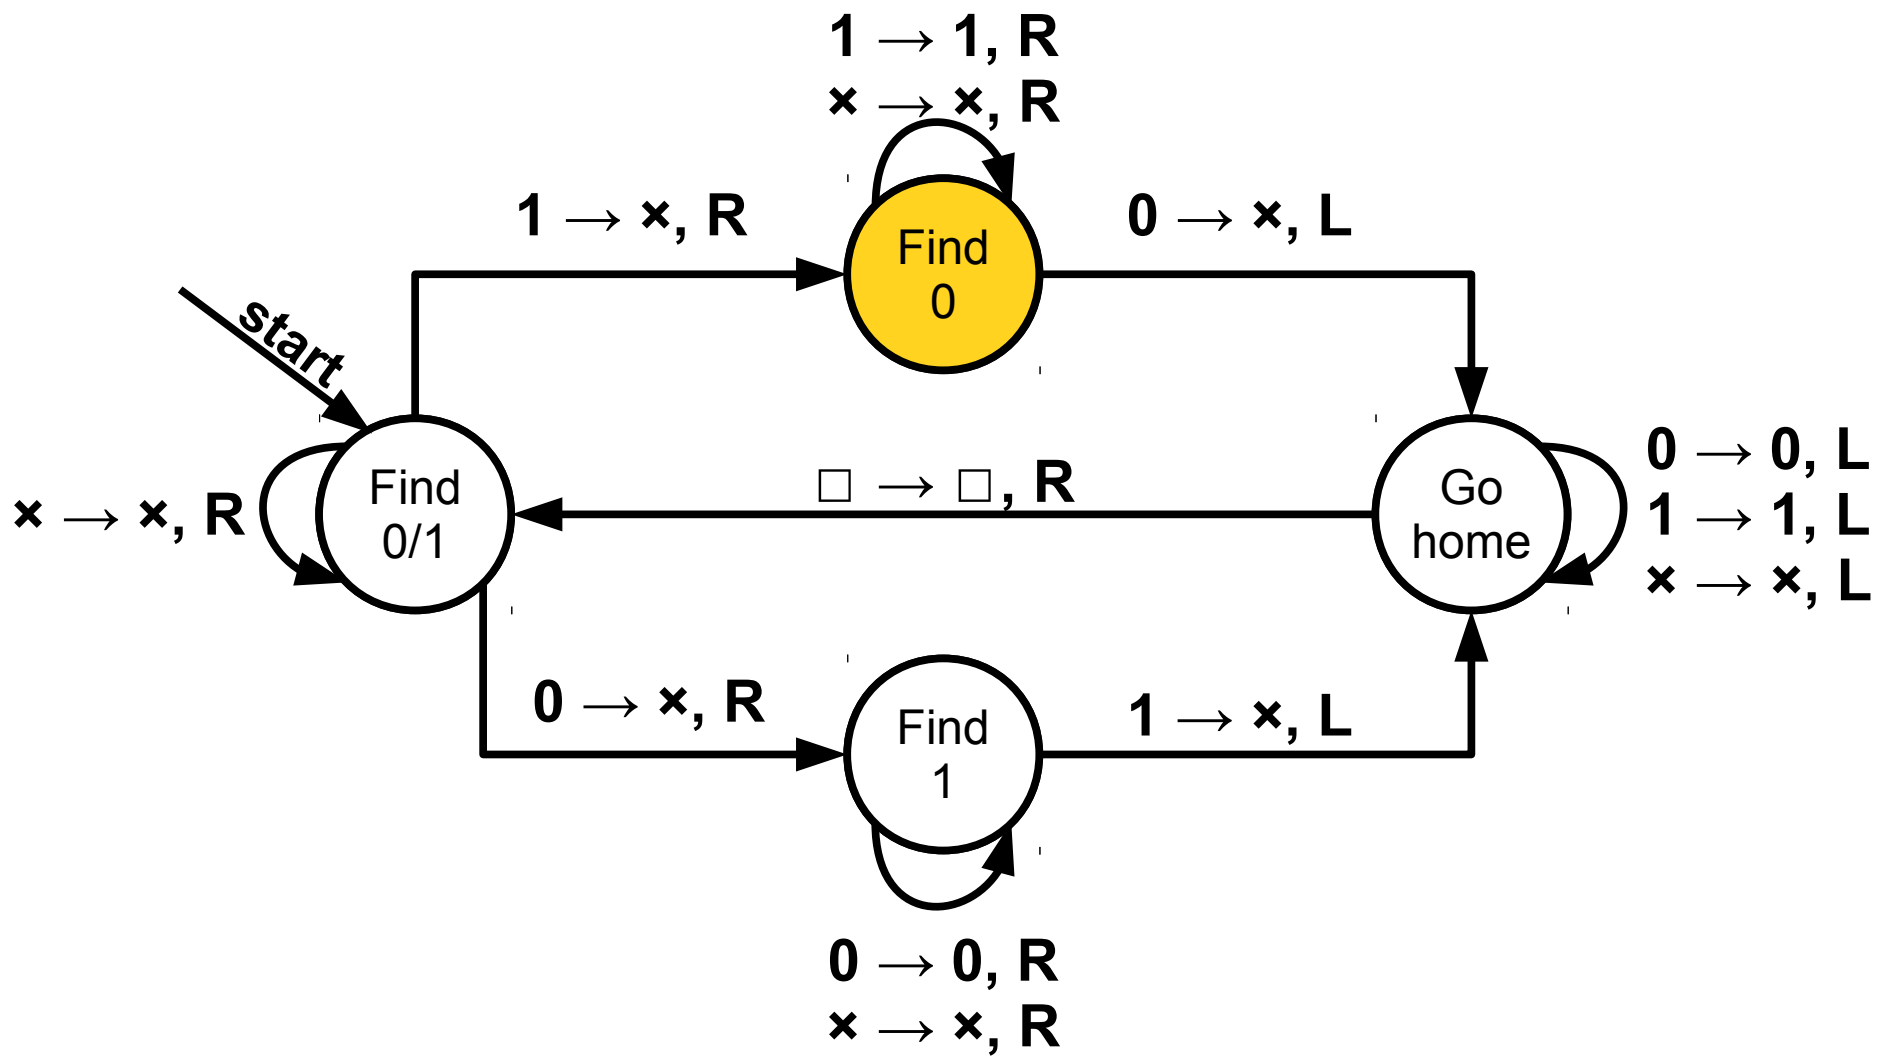 1 → 1, R
× → ×, R
1 → ×, R
Find
0
0 → ×, L
start
Find
0/1
× → ×, R
□ → □, R
Go
home
0 → 0, L
1 → 1, L
× → ×, L
0 → ×, R
Find
1
1 → ×, L
0 → 0, R
× → ×, R